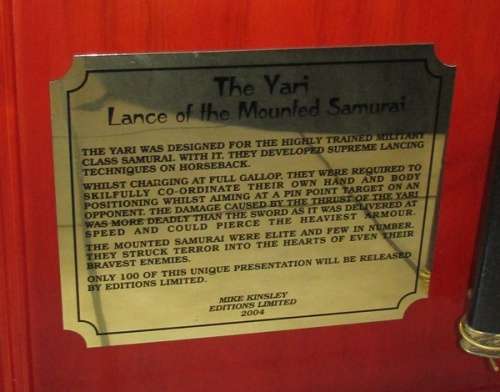 The Yari
Lance of the Mounted Samurai
THE YARI WAS DESIGNED FOR THE HIGHLY TRAINED MILITARY
CLASS SAMURAI. WITH IT, THEY DEVELOPED SUPREME LANCING
TECHNIQUES ON HORSEBACK.
WHILST CHARGING AT FULL GALLOP, THEY WERE REQUIRED TO
SKILFULLY CO-ORDINATE THEIR OWN HAND AND BODY
POSITIONING WHILST AIMING AT A PIN POINT TARGET ON AN
OPPONENT. THE DAMAGE CAUSED BY THE THRUST OF THE YARI
WAS MORE DEADLY THAN THE SWORD AS IT WAS DELIVERED AT
SPEED AND COULD PIERCE THE HEAVIEST ARMOUR.
THE MOUNTED SAMURAI WERE ELITE AND FEW IN NUMBER.
THEY STRUCK TERROR INTO THE HEARTS OF EVEN THEIR
BRAVEST ENEMIES.
ONLY 100 OF THIS UNIQUE PRESENTATION WILL BE RELEASED
BY EDITIONS LIMITED.
MIKE KINSLEY
EDITIONS LIMITED
2004